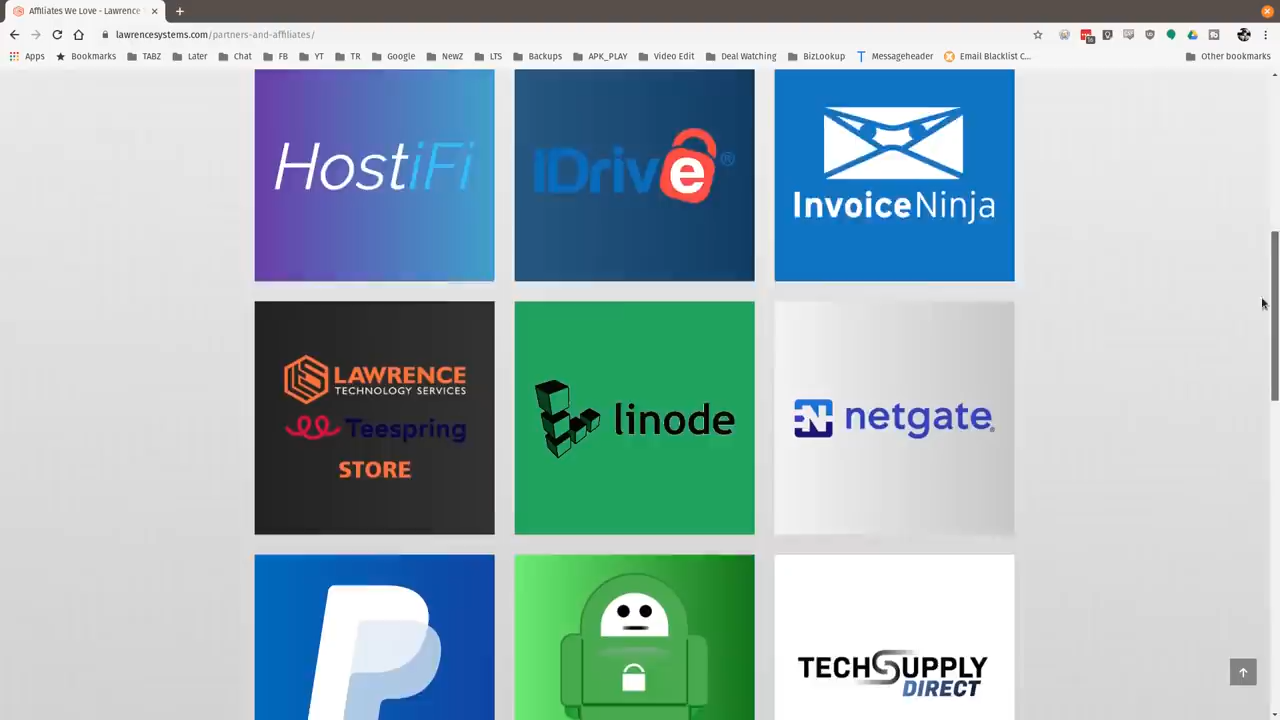 Affiliates We Love - Lawrence
lawrencesystems.com/partners-and-affiliates/
Apps Bookmarks TABZ Later Chat FB YT TR Google NewZ LTS Backups APK_PLAY Video Edit Deal Watching BizLookup Messageheader Email Blacklist C... Other bookmarks
HostiFi
IDrive®
InvoiceNinja
LAWRENCE
TECHNOLOGY SERVICES
Teespring
STORE
linode
netgate
TECHSUPPLY
DIRECT